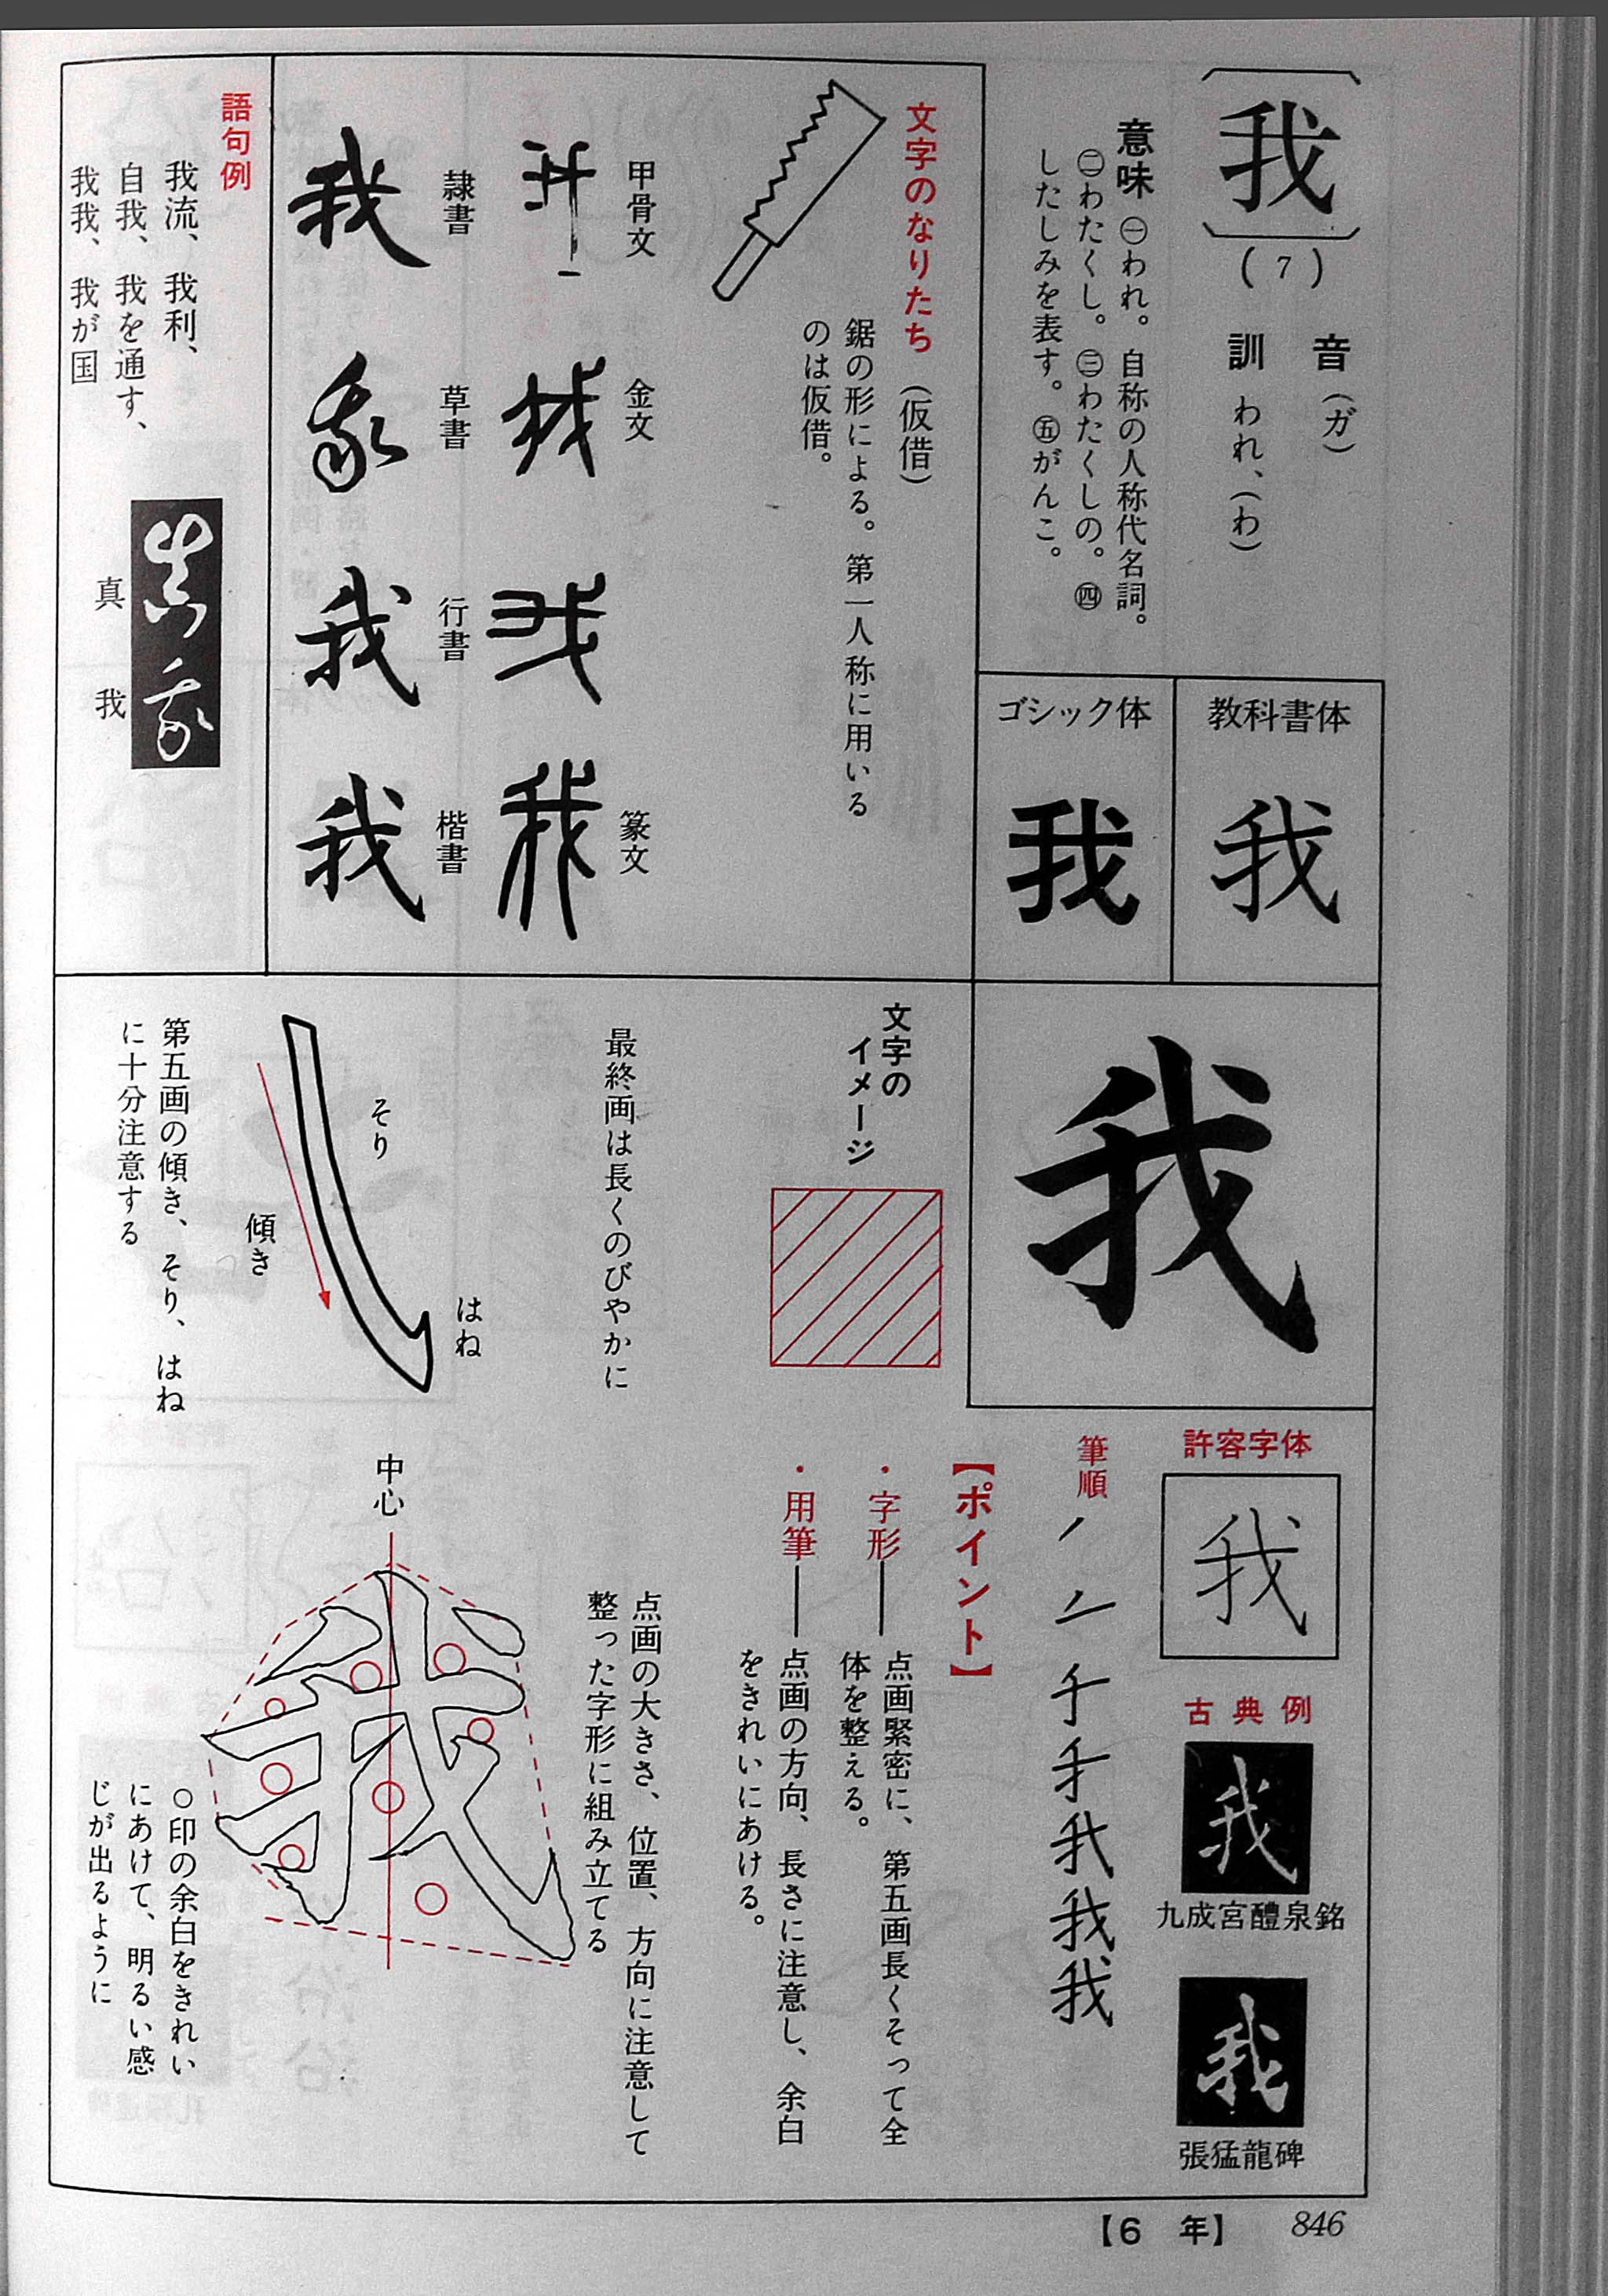 我
(7)
音(ガ)
訓 われ、(わ)
意味 ㊀われ。自称の人称代名詞。
㊁わたくし。㊂わたくしの。㊃
したしみを表す。㊄がんこ。
教科書体
我
ゴシック体
我
文字のなりたち (仮借)
鋸の形による。第一人称に用いる
のは仮借。
甲骨文
金文
篆文
隷書
我
草書
我
行書
我
楷書
我
語句例
我流、我利、
自我、我を通す、
我我、我が国
真我
真 我
我
文字の
イメージ
最終画は長くのびやかに
そり
はね
傾き
第五画の傾き、そり、はね
に十分注意する
許容字体
我
古典例
我
九成宮醴泉銘
我
張猛龍碑
筆順
我
【ポイント】
・字形──点画緊密に、第五画長くそって全
体を整える。
・用筆──点画の方向、長さに注意し、余白
をきれいにあける。
点画の大きさ、位置、方向に注意して
整った字形に組み立てる
中心
我
○印の余白をきれい
にあけて、明るい感
じが出るように
【6年】
846